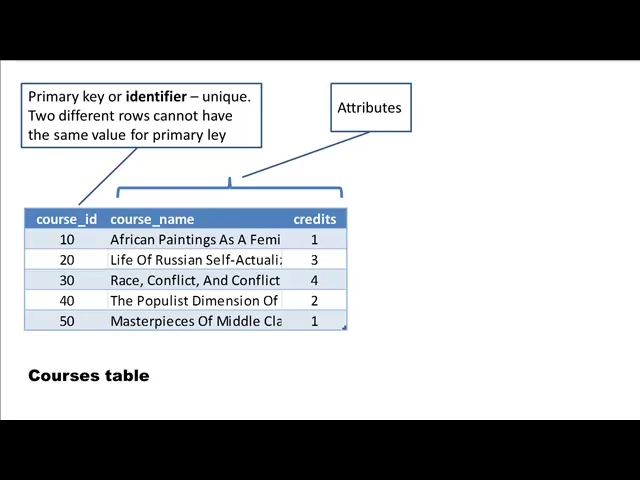 Primary key or identifier – unique.
Two different rows cannot have
the same value for primary ley
Attributes
course_id course_name credits
10 African Paintings As A Femi 1
20 Life Of Russian Self-Actuali 3
30 Race, Conflict, And Conflict 4
40 The Populist Dimension Of 2
50 Masterpieces Of Middle Cla 1
Courses table